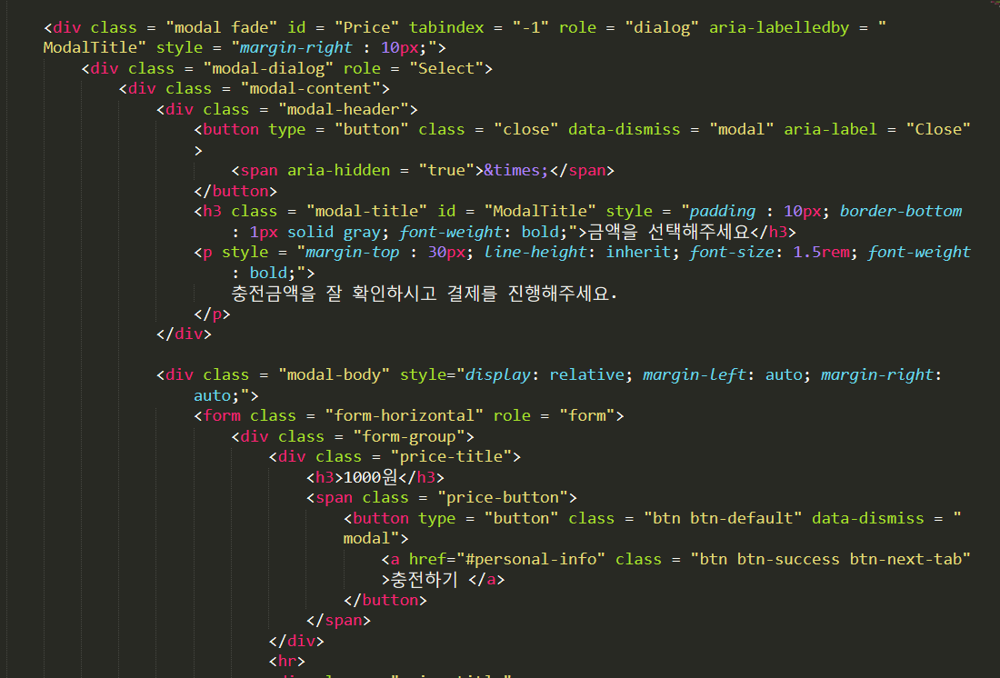 <div class = "modal fade" id = "Price" tabindex = "-1" role = "dialog" aria-labelledby = "
ModalTitle" style = "margin-right : 10px;">
<div class = "modal-dialog" role = "Select">
<div class = "modal-content">
<div class = "modal-header">
<button type = "button" class = "close" data-dismiss = "modal" aria-label = "Close"
>
<span aria-hidden = "true">&times;</span>
</button>
<h3 class = "modal-title" id = "ModalTitle" style = "padding : 10px; border-bottom
: 1px solid gray; font-weight: bold;">금액을 선택해주세요</h3>
<p style = "margin-top : 30px; line-height: inherit; font-size: 1.5rem; font-weight
: bold;">
충전금액을 잘 확인하시고 결제를 진행해주세요.
</p>
</div>
<div class = "modal-body" style="display: relative; margin-left: auto; margin-right:
auto;">
<form class = "form-horizontal" role = "form">
<div class = "form-group">
<div class = "price-title">
<h3>1000원</h3>
<span class = "price-button">
<button type = "button" class = "btn btn-default" data-dismiss = "
modal">
<a href="#personal-info" class = "btn btn-success btn-next-tab"
>충전하기 </a>
</button>
</span>
</div>
<hr>